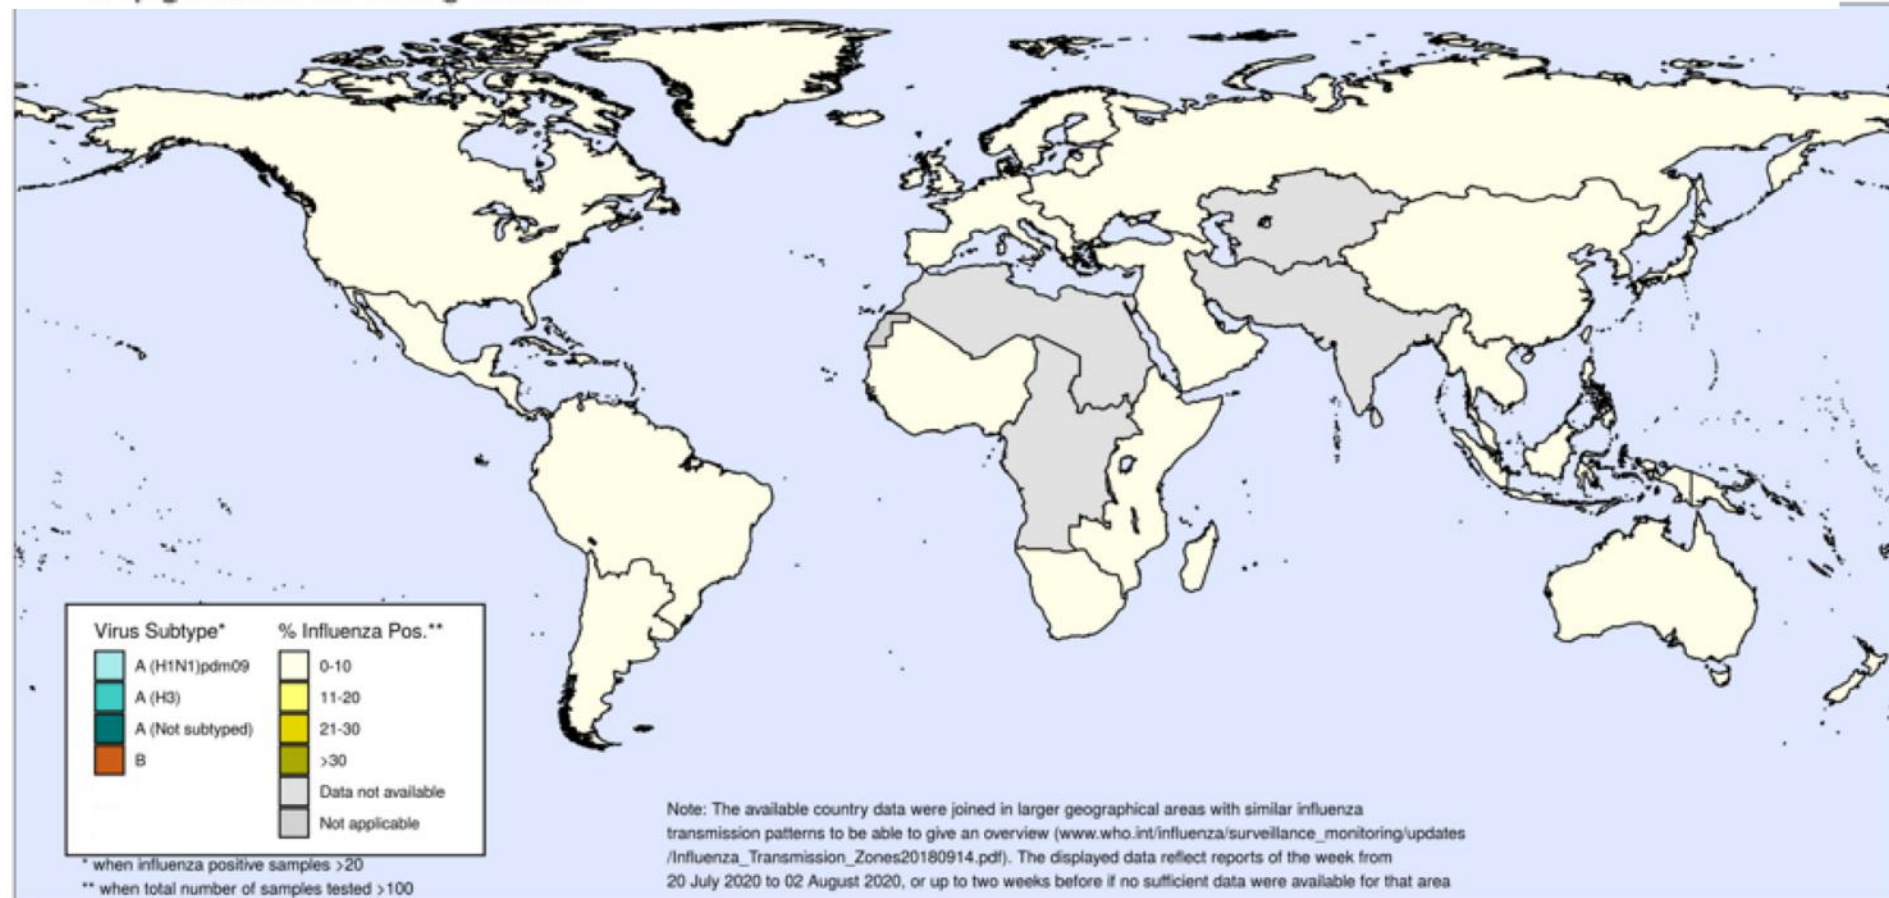 Virus Subtype*
A (H1N1)pdm09
A (H3)
A (Not subtyped)
B
% Influenza Pos.**
0-10
11-20
21-30
>30
Data not available
Not applicable
* when influenza positive samples >20
** when total number of samples tested >100
Note: The available country data were joined in larger geographical areas with similar influenza
transmission patterns to be able to give an overview (www.who.int/influenza/surveillance_monitoring/updates
/Influenza_Transmission_Zones20180914.pdf). The displayed data reflect reports of the week from
20 July 2020 to 02 August 2020, or up to two weeks before if no sufficient data were available for that area